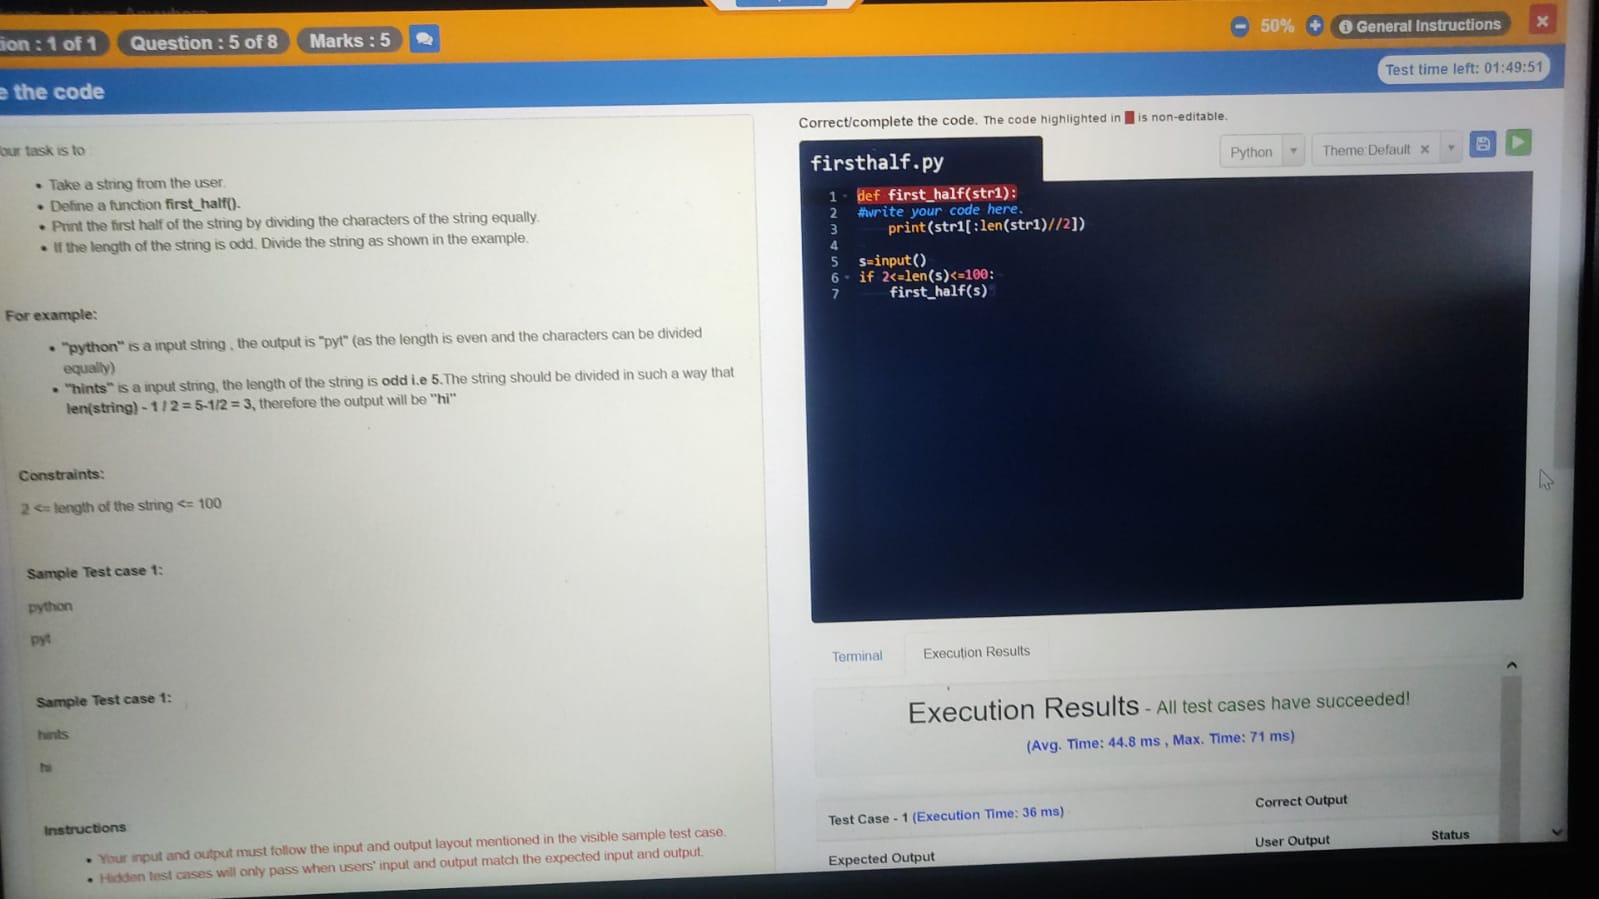 ion : 1 of 1
Question : 5 of 8
Marks : 5
50%
General Instructions
Test time left: 01:49:51
e the code
our task is to
• Take a string from the user.
• Define a function first_half().
• Print the first half of the string by dividing the characters of the string equally.
• If the length of the string is odd. Divide the string as shown in the example.
For example:
• "python" is a input string , the output is "pyt" (as the length is even and the characters can be divided
equally)
• "hints" is a input string, the length of the string is odd i.e 5.The string should be divided in such a way that
len(string) - 1 / 2 = 5-1/2 = 3, therefore the output will be "hi"
Constraints:
2 <= length of the string <= 100
Sample Test case 1:
python
pyt
Sample Test case 1:
hints
hi
Instructions
• Your input and output must follow the input and output layout mentioned in the visible sample test case.
• Hidden test cases will only pass when users' input and output match the expected input and output.
Correct/complete the code. The code highlighted in is non-editable.
Python
Theme:Default ×
firsthalf.py
1 def first_half(str1):
2 #write your code here.
3 print(str1[:len(str1)//2])
4
5 s=input()
6 if 2<=len(s)<=100:
7 first_half(s)
Terminal
Execution Results
Execution Results - All test cases have succeeded!
(Avg. Time: 44.8 ms , Max. Time: 71 ms)
Test Case - 1 (Execution Time: 36 ms)
Correct Output
Expected Output
User Output
Status